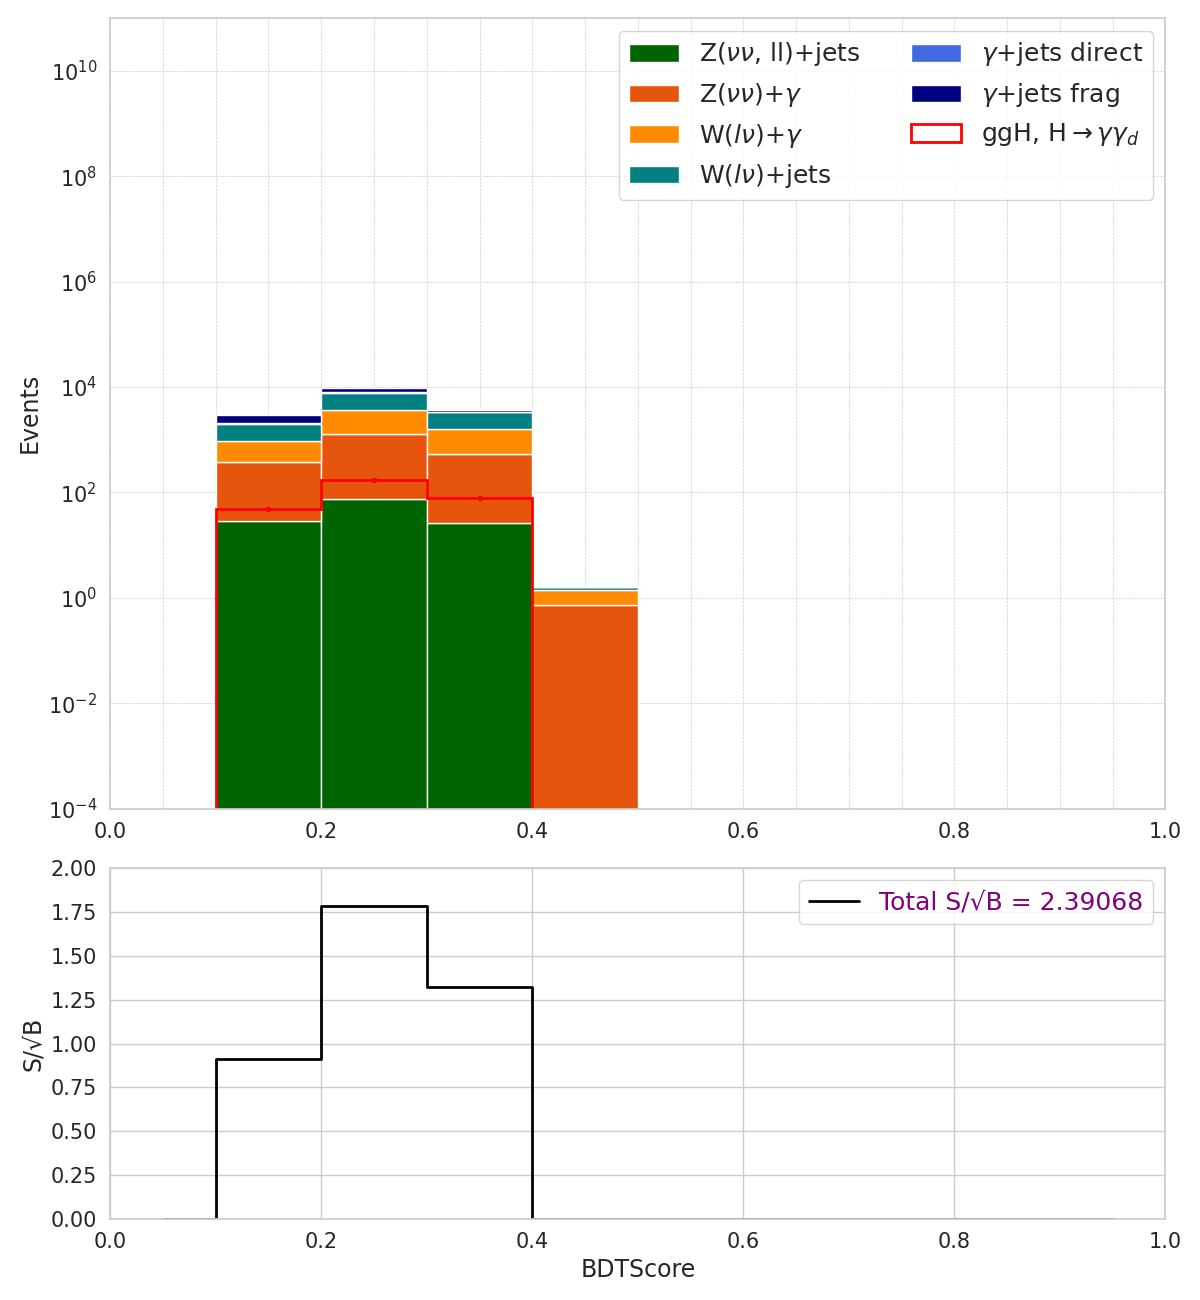 Z(νν, ll)+jets
Z(νν)+γ
W(lν)+γ
W(lν)+jets
γ+jets direct
γ+jets frag
ggH, H→γγ_d
10^10
10^8
10^6
10^4
10^2
10^0
10^−2
10^−4
Events
0.0 0.2 0.4 0.6 0.8 1.0
Total S/√B = 2.39068
2.00
1.75
1.50
1.25
1.00
0.75
0.50
0.25
0.00
S/√B
0.0 0.2 0.4 0.6 0.8 1.0
BDTScore